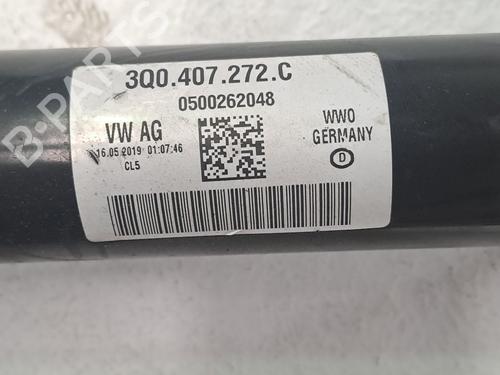 3Q0.407.272.C
0500262048
VW AG
16.05.2019 01:07:46
CL5
WWO
GERMANY
D
B-PARTS